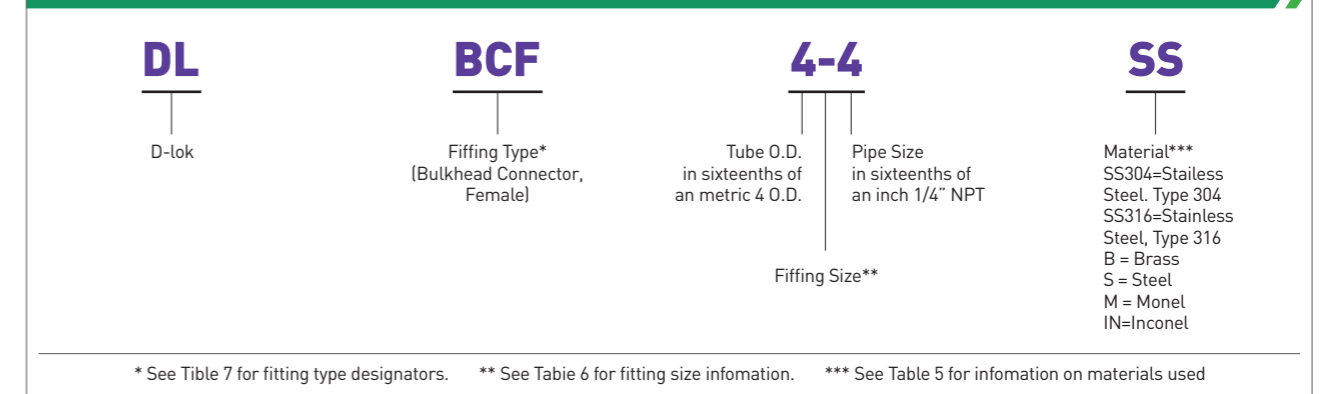 DL
BCF
4-4
SS
D-lok
Fiffing Type*
(Bulkhead Connector,
Female)
Tube O.D.
in sixteenths of
an metric 4 O.D.
Pipe Size
in sixteenths of
an inch 1/4” NPT
Fiffing Size**
Material***
SS304=Stailess
Steel. Type 304
SS316=Stainless
Steel, Type 316
B = Brass
S = Steel
M = Monel
IN=Inconel
* See Tible 7 for fitting type designators. ** See Tabie 6 for fitting size infomation. *** See Table 5 for infomation on materials used